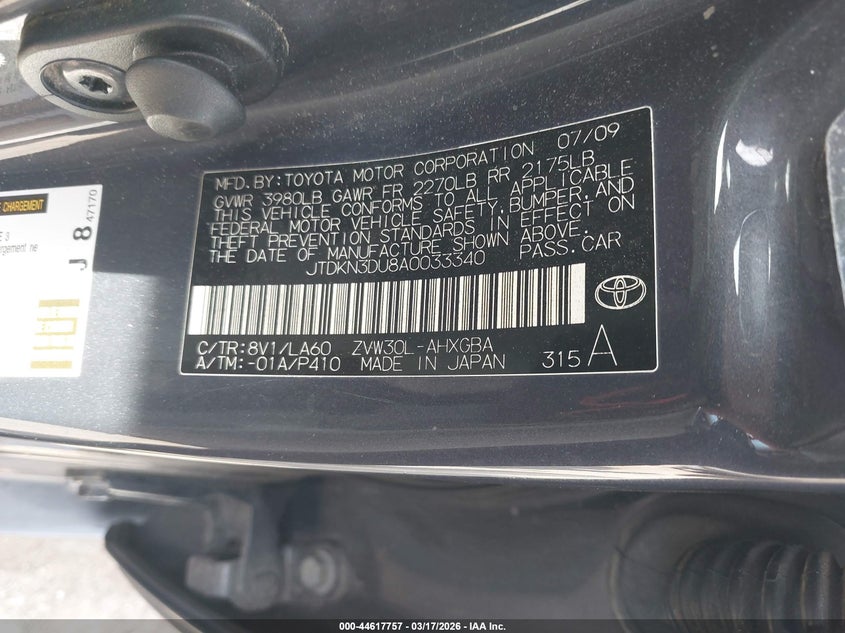 MFD. BY: TOYOTA MOTOR CORPORATION 07/09
GVWR 3980LB GAWR FR 2270LB RR 2175LB
THIS VEHICLE CONFORMS TO ALL APPLICABLE
FEDERAL MOTOR VEHICLE SAFETY, BUMPER, AND
THEFT PREVENTION STANDARDS IN EFFECT ON
THE DATE OF MANUFACTURE SHOWN ABOVE.
JTDKN3DU8A0033340 PASS. CAR
C/TR: 8V1/LA60 ZVW30L-AHXGBA
A/TM: -01A/P410 MADE IN JAPAN 315 A
CHARGEMENT
J 8 47170
000-44617757 - 03/17/2026 - IAA Inc.